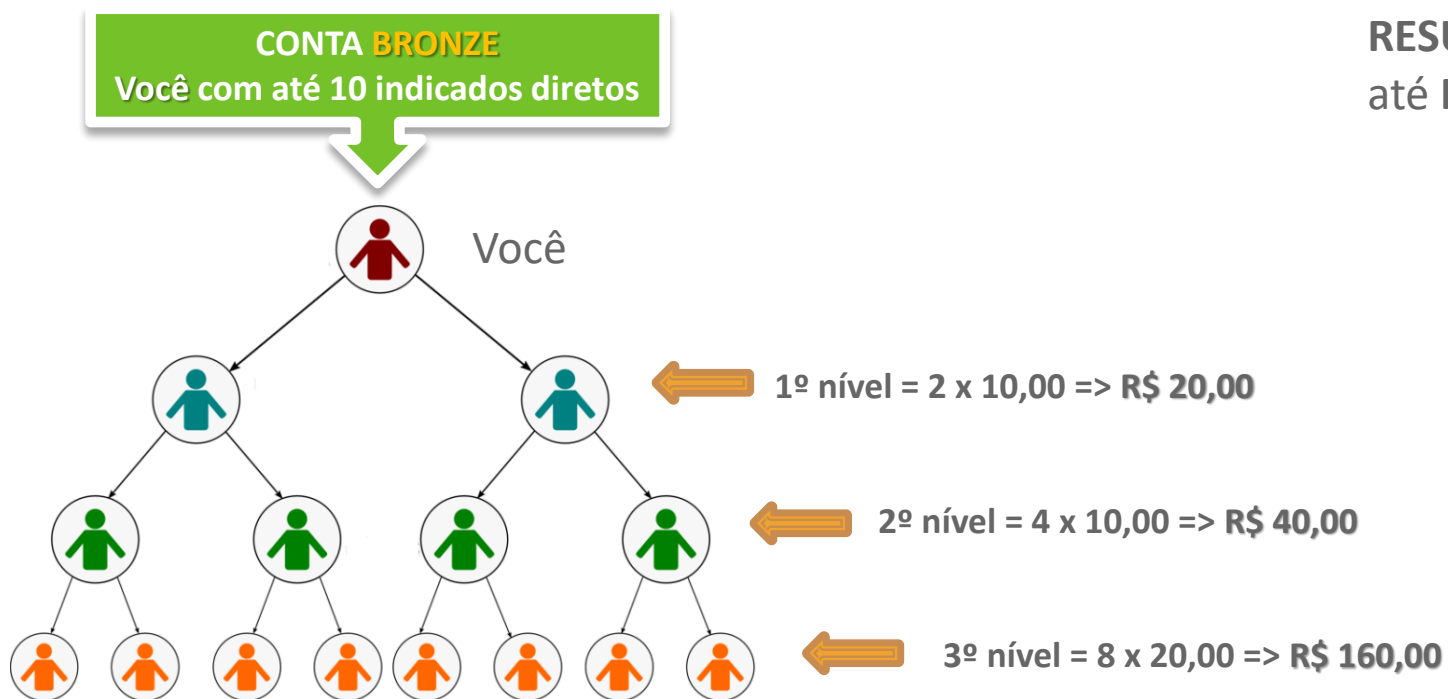 CONTA BRONZE
Você com até 10 indicados diretos
até
Você
1º nível = 2 x 10,00 => R$ 20,00
2º nível = 4 x 10,00 => R$ 40,00
3º nível = 8 x 20,00 => R$ 160,00